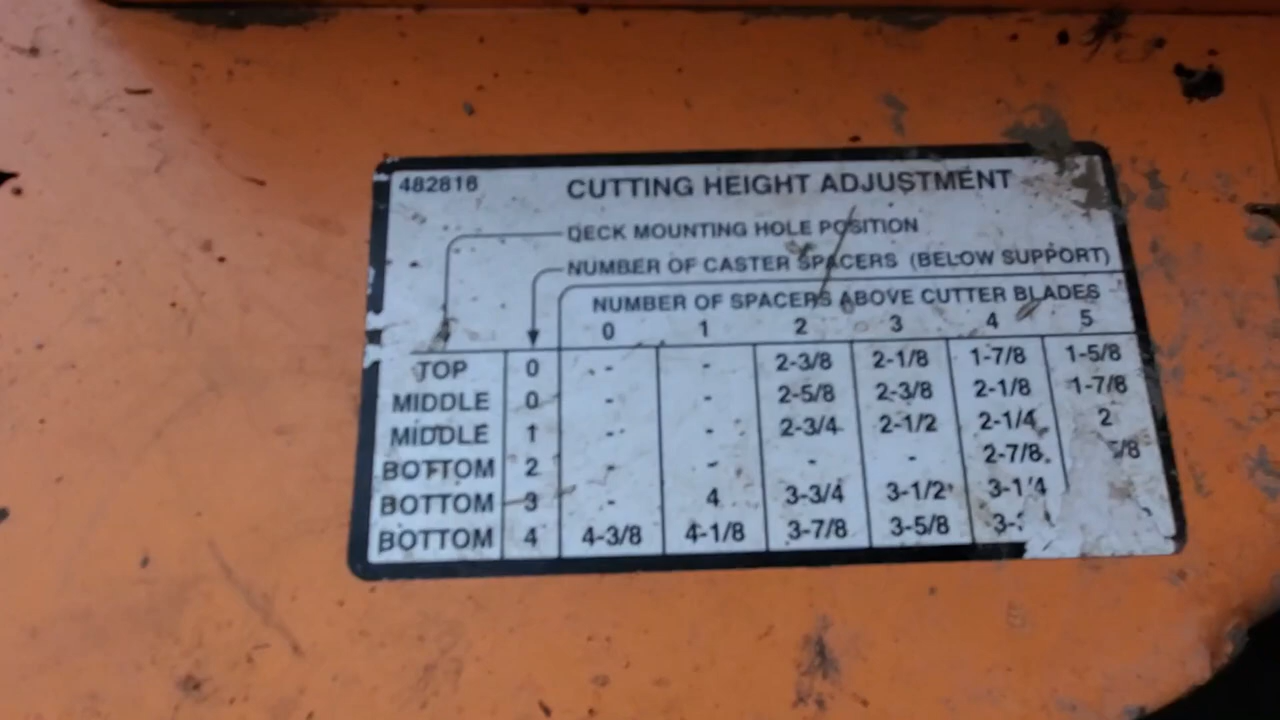 482816 CUTTING HEIGHT ADJUSTMENT
DECK MOUNTING HOLE POSITION
NUMBER OF CASTER SPACERS (BELOW SUPPORT)
NUMBER OF SPACERS ABOVE CUTTER BLADES
0 1 2 3 4 5
TOP 0 - - 2-3/8 2-1/8 1-7/8 1-5/8
MIDDLE 0 - - 2-5/8 2-3/8 2-1/8 1-7/8
MIDDLE 1 - - 2-3/4 2-1/2 2-1/4 2
BOTTOM 2 - - - - 2-7/8 /8
BOTTOM 3 - 4 3-3/4 3-1/2 3-1/4
BOTTOM 4 4-3/8 4-1/8 3-7/8 3-5/8 3-